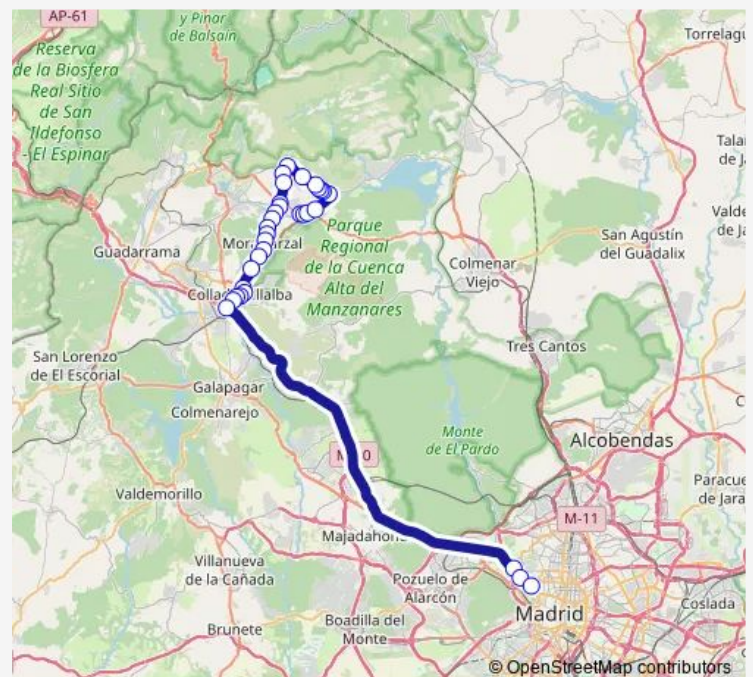 AP-61
y Pinar
de Balsaín
Torrelagu
Reserva
de la Biosfera
Real Sitio
de San
Ildefonso
- El Espinar
Talai
de Ja
Parque
Regional
de la Cuenca
Alta del
Manzanares
Guadarrama
San Agustín
del Guadalix
Valde
de Ja
Colmenar
Viejo
San Lorenzo
de El Escorial
Tres Cantos
Galapagar
Colmenarejo
Monte
de El Pardo
Alcobendas
Valdemorillo
Paracue
de Jara
M-11
Villanueva
de la Cañada
Pozuelo de
Alarcón
Coslada
Brunete
Boadilla del
Monte
Madrid
© OpenStreetMap contributors